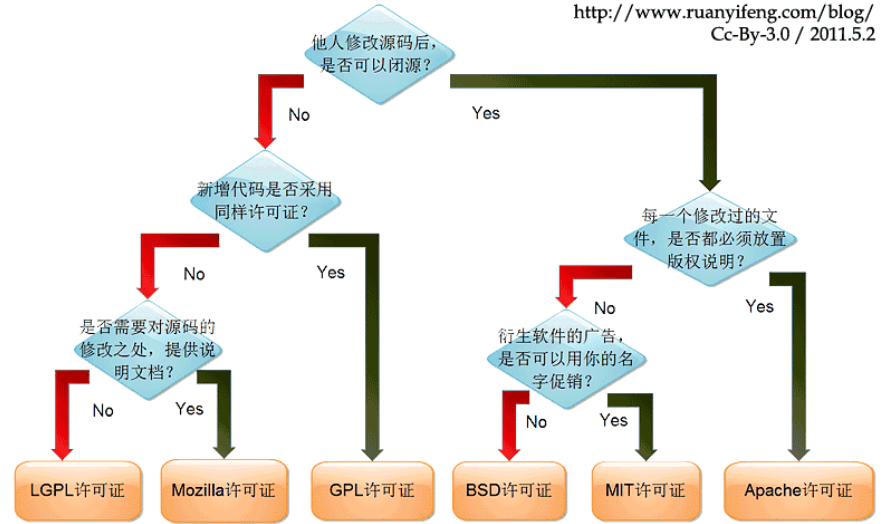 http://www.ruanyifeng.com/blog/
Cc-By-3.0 / 2011.5.2
他人修改源码后，
是否可以闭源？
No
Yes
新增代码是否采用
同样许可证？
每一个修改过的文
件，是否都必须放置
版权说明？
No
Yes
No
Yes
是否需要对源码的
修改之处，提供说
明文档？
衍生软件的广告，
是否可以用你的名
字促销？
No
Yes
No
Yes
LGPL许可证
Mozilla许可证
GPL许可证
BSD许可证
MIT许可证
Apache许可证